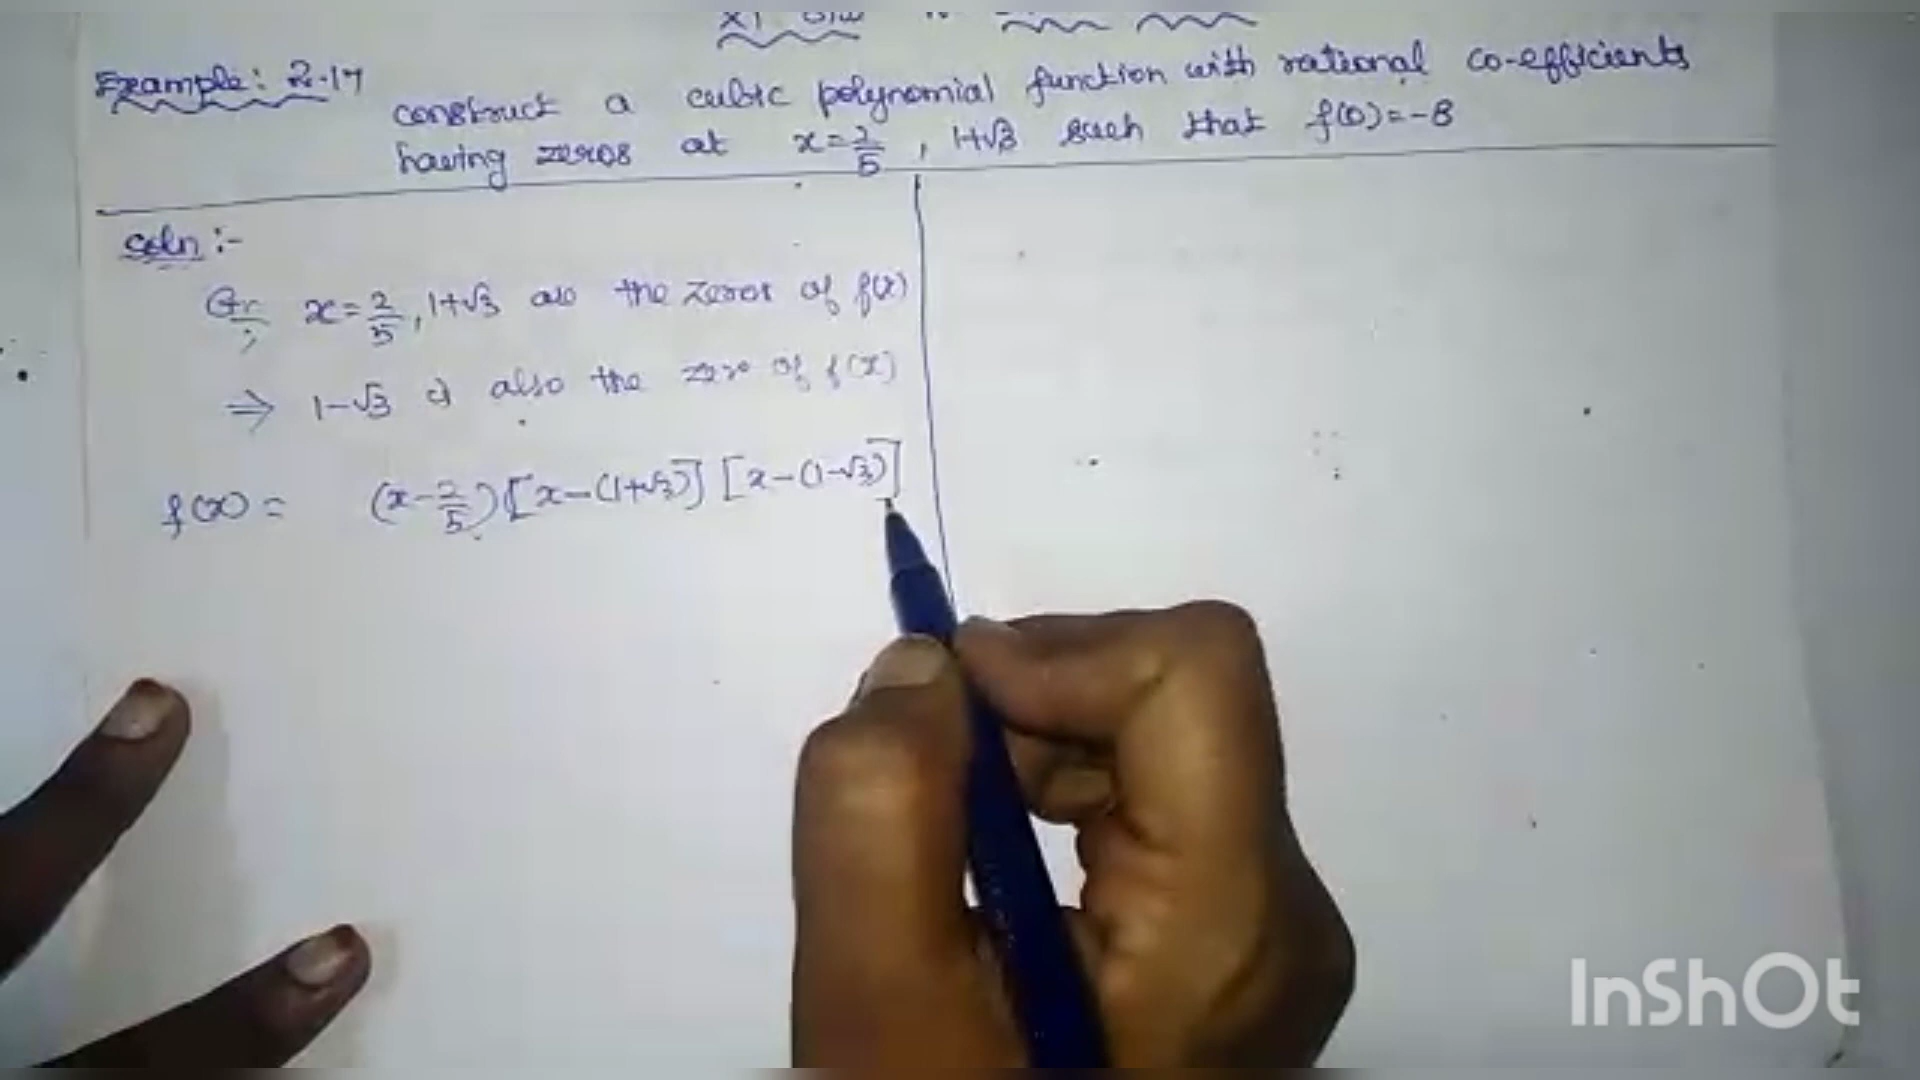 Example: 2.17
construct a cubic polynomial function with rational co-efficients
having zeros at x=2/5, 1+√3 such that f(0)=-8
Soln:-
Gn; x=2/5, 1+√3 are the zeros of f(x)
⇒ 1-√3 is also the zero of f(x)
f(x) = (x-2/5)[x-(1+√3)] [x-(1-√3)]
InShOt